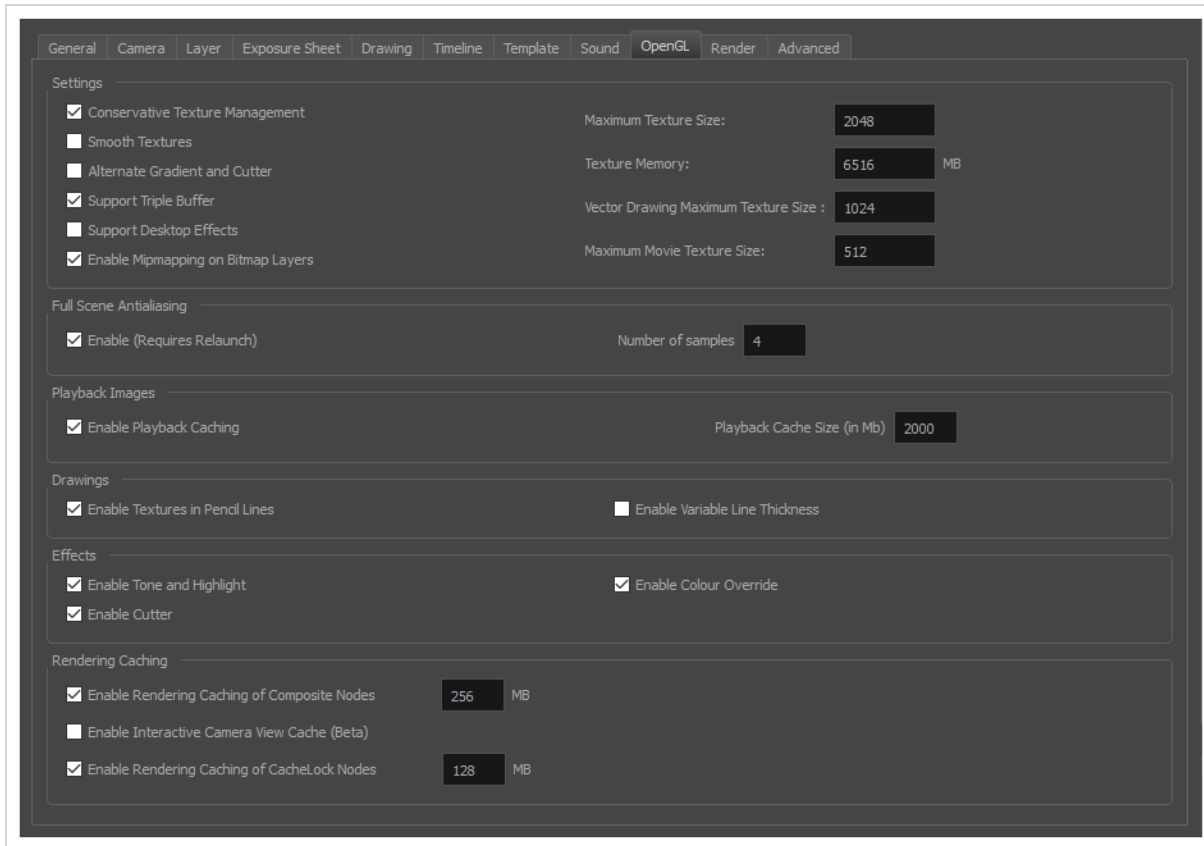 General Camera Layer Exposure Sheet Drawing Timeline Template Sound OpenGL Render Advanced
Settings
Conservative Texture Management
Smooth Textures
Alternate Gradient and Cutter
Support Triple Buffer
Support Desktop Effects
Enable Mipmapping on Bitmap Layers
Maximum Texture Size: 2048
Texture Memory: 6516 MB
Vector Drawing Maximum Texture Size : 1024
Maximum Movie Texture Size: 512
Full Scene Antialiasing
Enable (Requires Relaunch) Number of samples 4
Playback Images
Enable Playback Caching Playback Cache Size (in Mb) 2000
Drawings
Enable Textures in Pencil Lines Enable Variable Line Thickness
Effects
Enable Tone and Highlight Enable Colour Override
Enable Cutter
Rendering Caching
Enable Rendering Caching of Composite Nodes 256 MB
Enable Interactive Camera View Cache (Beta)
Enable Rendering Caching of CacheLock Nodes 128 MB